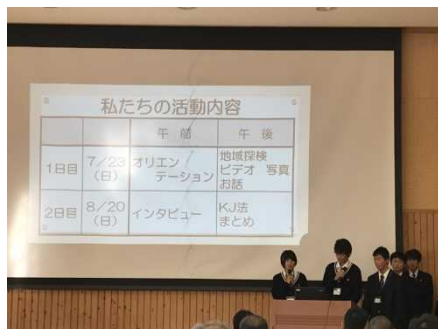 私たちの活動内容
午前 午後
1日目 7/23(日) オリエンテーション 地域探検 ビデオ 写真 お話
2日目 8/20(日) インタビュー KJ法 まとめ